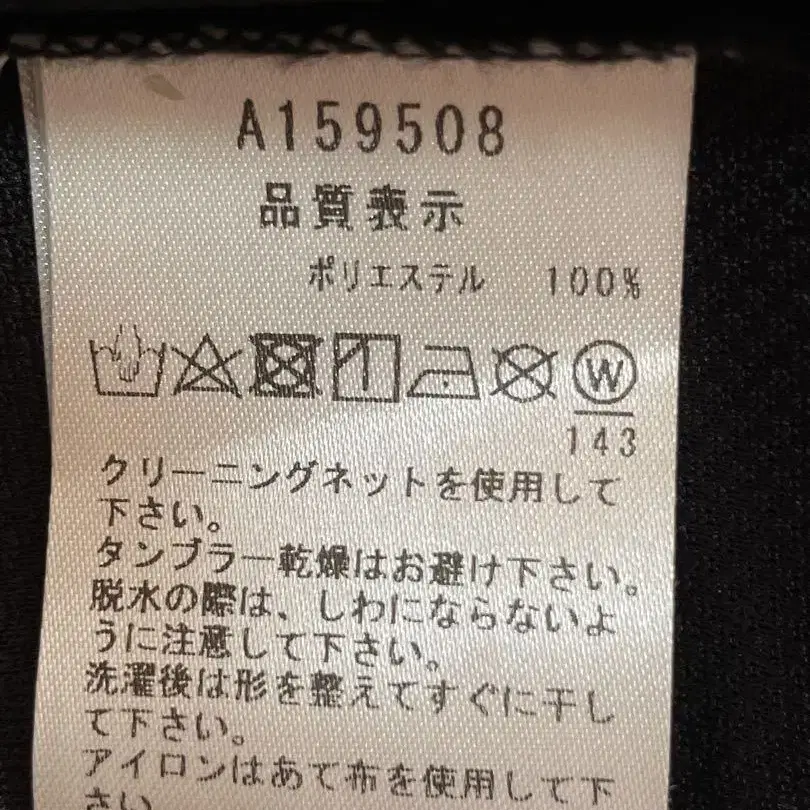 A159508
品質表示
ポリエステル 100%
W
143
クリーニングネットを使用して
下さい。
タンブラー乾燥はお避け下さい。
脱水の際は、しわにならないよ
うに注意して下さい。
洗濯後は形を整えてすぐに干し
て下さい。
アイロンはあて布を使用して下
さい